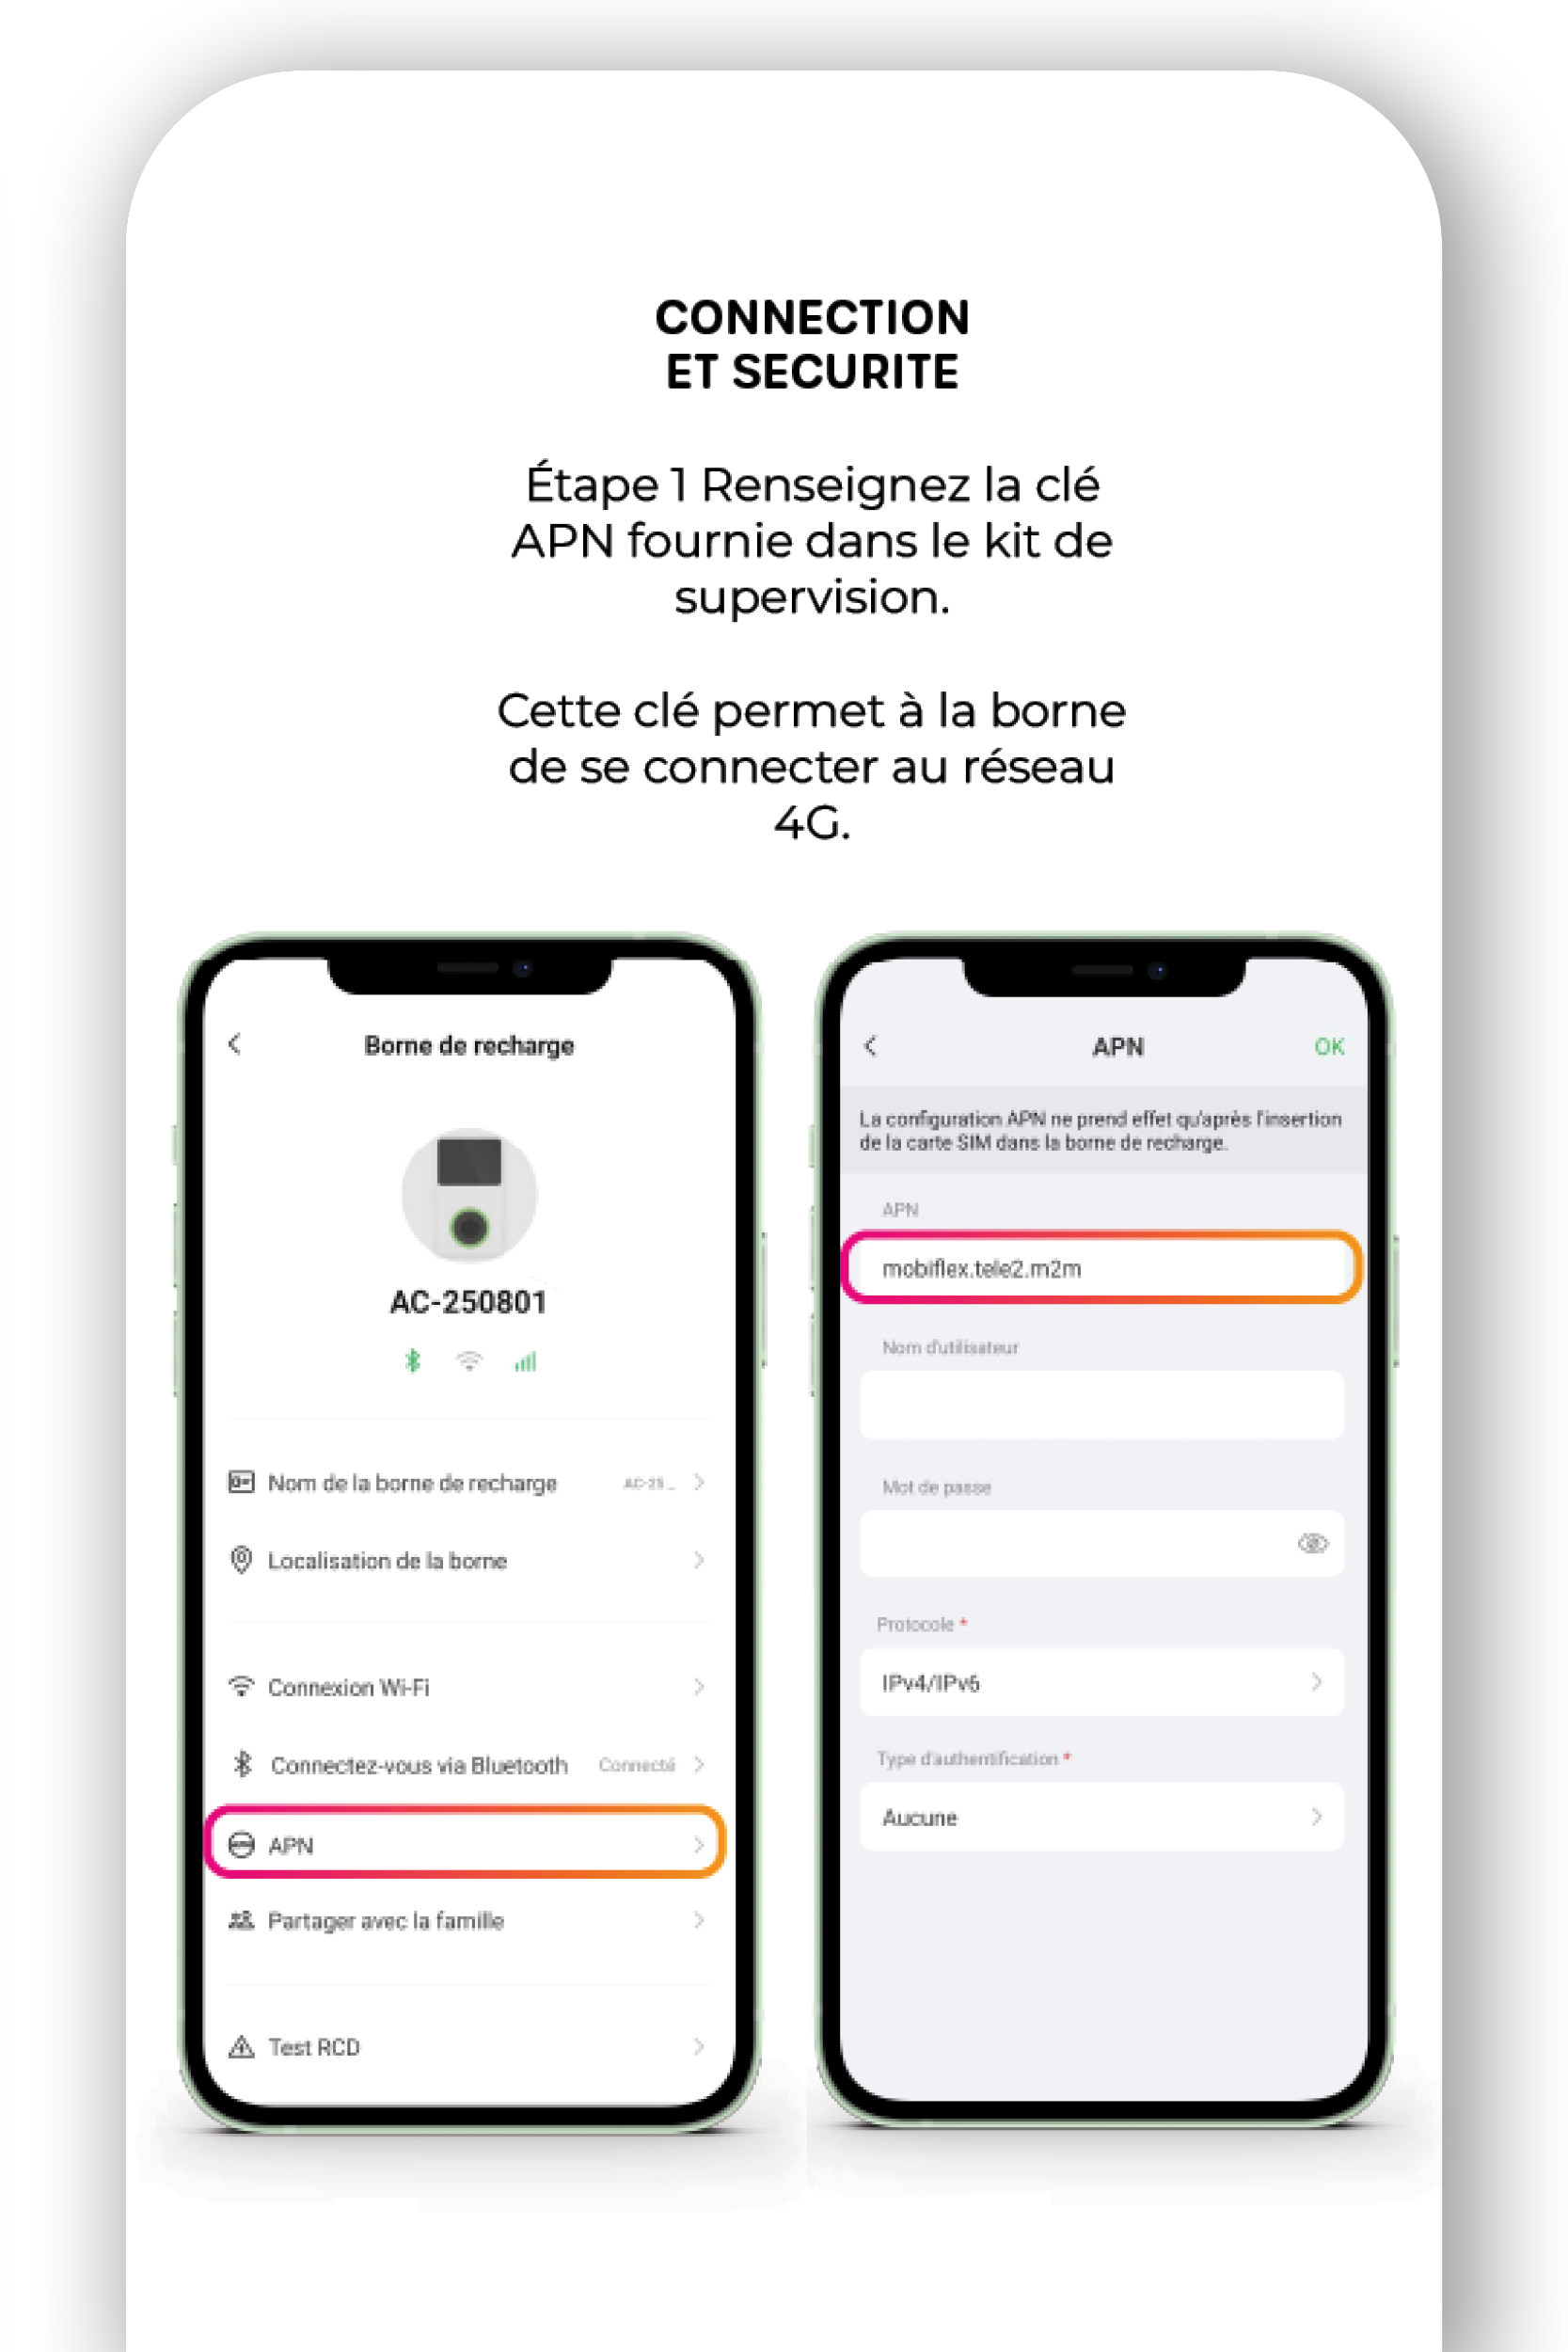 CONNECTION
ET SECURITE
Étape 1 Renseignez la clé
APN fournie dans le kit de
supervision.
Cette clé permet à la borne
de se connecter au réseau
4G.
Borne de recharge
AC-250801
Nom de la borne de recharge AC-25...
Localisation de la borne
Connexion Wi-Fi
Connectez-vous via Bluetooth Connecté
APN
Partager avec la famille
Test RCD
APN OK
La configuration APN ne prend effet qu'après l'insertion
de la carte SIM dans la borne de recharge.
APN
mobiflex.tele2.m2m
Nom d'utilisateur
Mot de passe
Protocole *
IPv4/IPv6
Type d'authentification *
Aucune